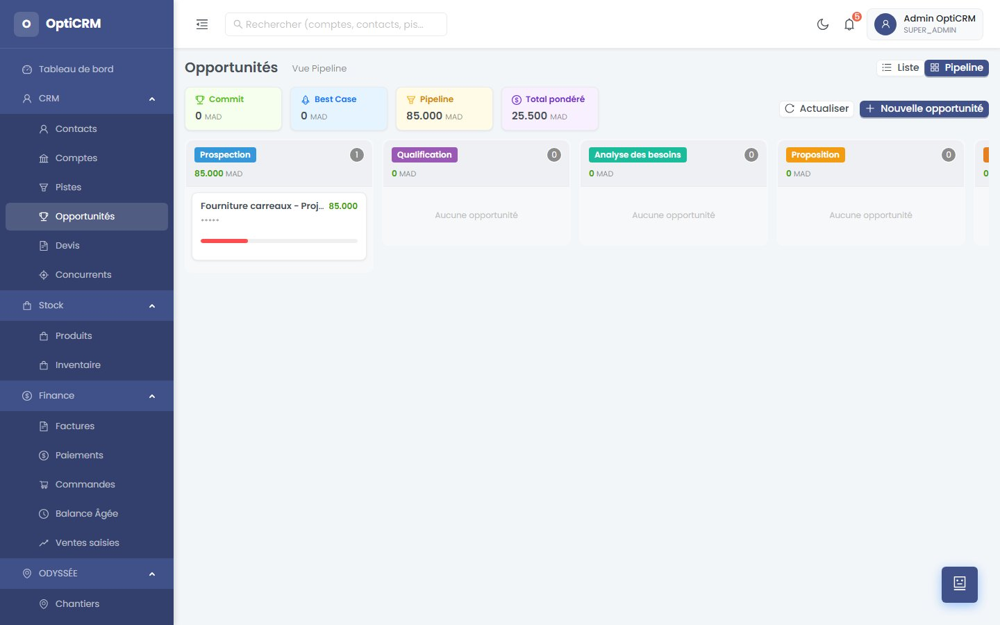 O OptiCRM
Rechercher (comptes, contacts, pis...
5
Admin OptiCRM
SUPER_ADMIN
Tableau de bord
CRM
Contacts
Comptes
Pistes
Opportunités
Devis
Concurrents
Stock
Produits
Inventaire
Finance
Factures
Paiements
Commandes
Balance Âgée
Ventes saisies
ODYSSÉE
Chantiers
Opportunités Vue Pipeline
Liste Pipeline
Commit
0 MAD
Best Case
0 MAD
Pipeline
85.000 MAD
Total pondéré
25.500 MAD
Actualiser
Nouvelle opportunité
Prospection 1
85.000 MAD
Fourniture carreaux - Proj... 85.000
*****
Qualification 0
0 MAD
Aucune opportunité
Analyse des besoins 0
0 MAD
Aucune opportunité
Proposition 0
0 MAD
Aucune opportunité
0